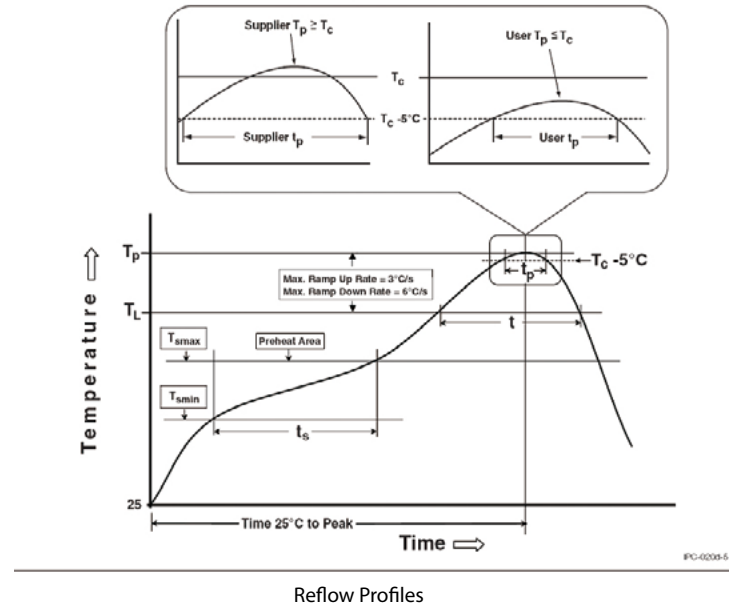 Supplier Tp ≥ Tc
User Tp ≤ Tc
Tc
Tc -5°C
Supplier tp
User tp
Tp
Tc -5°C
tp
Max. Ramp Up Rate = 3°C/s
Max. Ramp Down Rate = 6°C/s
TL
t
Tsmax
Preheat Area
Tsmin
ts
Temperature
25
Time 25°C to Peak
Time
IPC-020d-5
Reflow Profiles